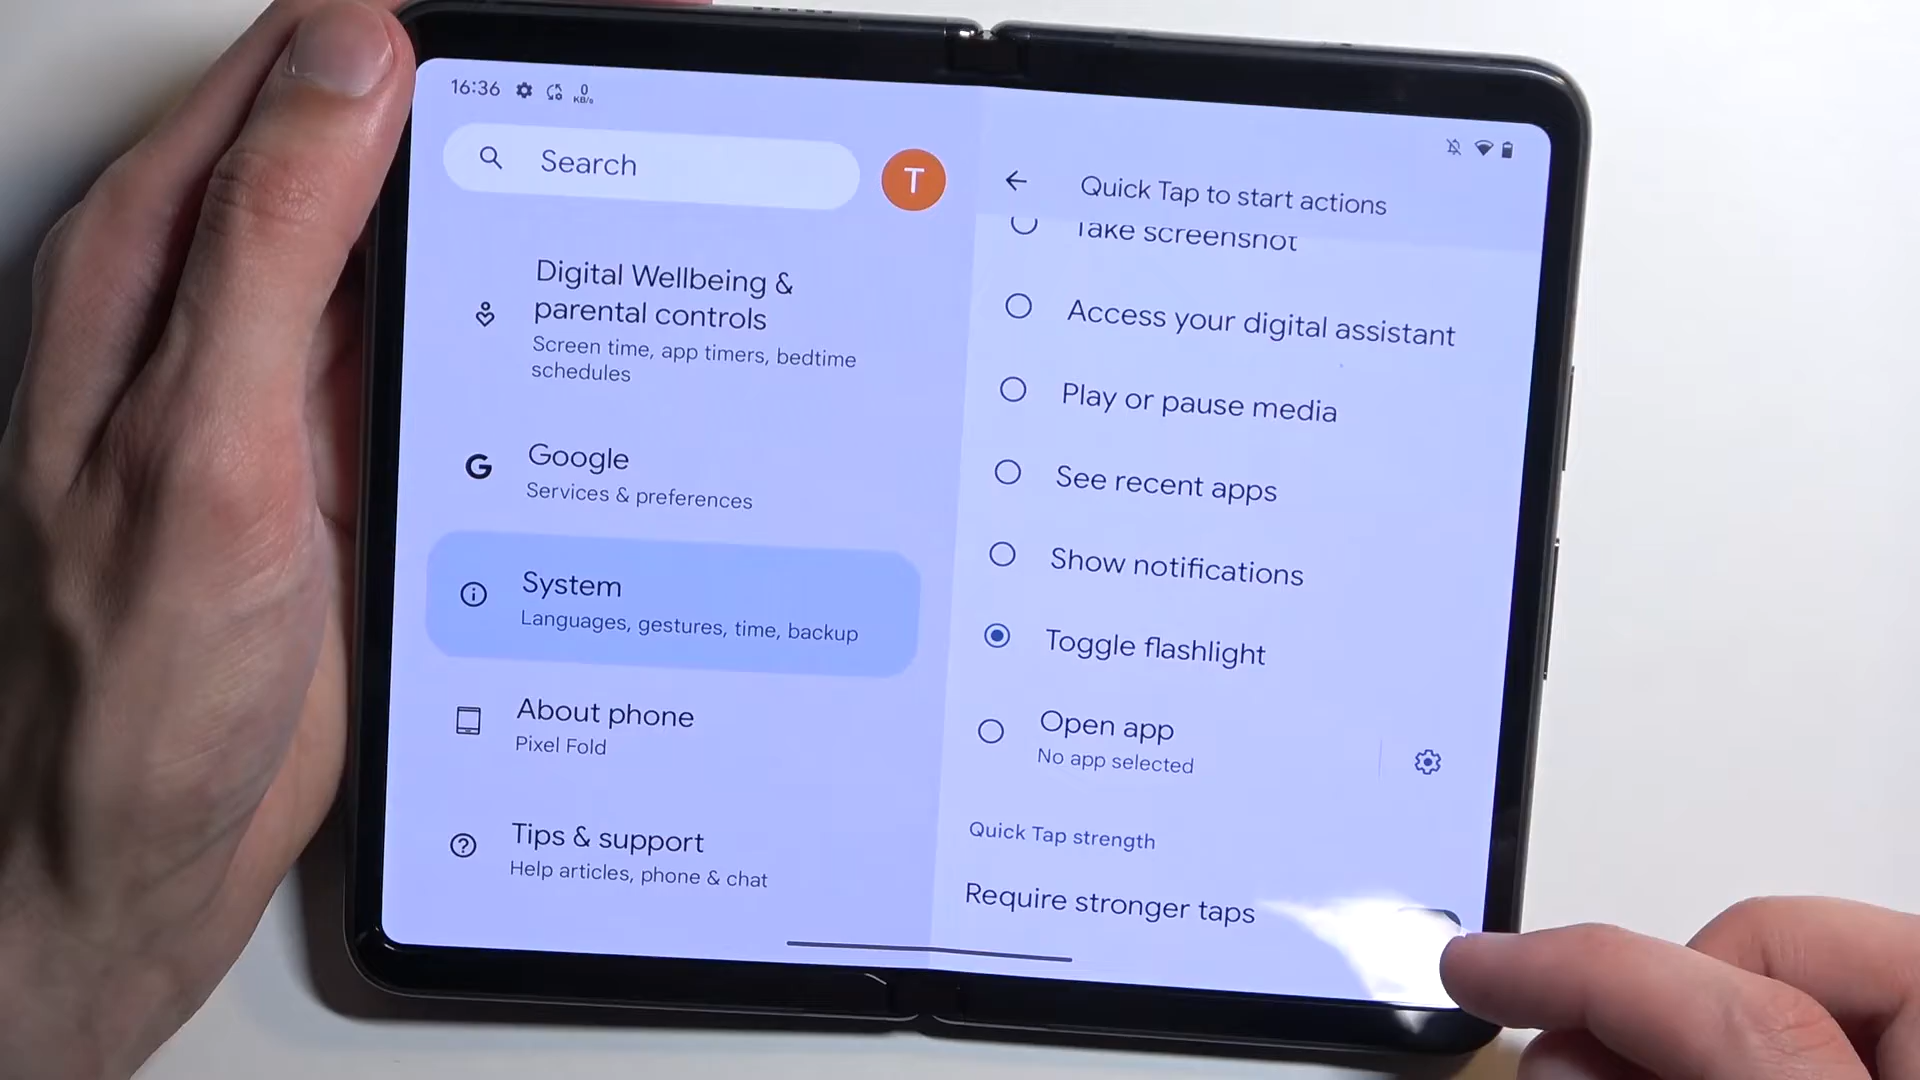 16:36
0
KB/s
Search
T
Digital Wellbeing &
parental controls
Screen time, app timers, bedtime
schedules
Google
Services & preferences
System
Languages, gestures, time, backup
About phone
Pixel Fold
Tips & support
Help articles, phone & chat
Quick Tap to start actions
Take screenshot
Access your digital assistant
Play or pause media
See recent apps
Show notifications
Toggle flashlight
Open app
No app selected
Quick Tap strength
Require stronger taps